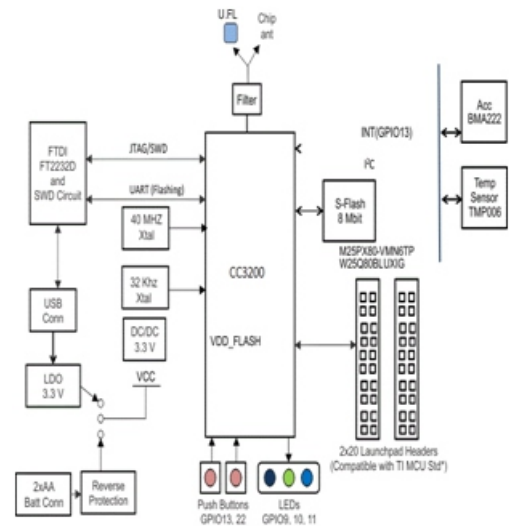 U.FL
Chip
ant
Filter
FTDI
FT2232D
and
SWD Circuit
JTAG/SWD
UART (Flashing)
40 MHZ
Xtal
32 Khz
Xtal
DC/DC
3.3 V
USB
Conn
LDO
3.3 V
VCC
2xAA
Batt Conn
Reverse
Protection
CC3200
VDD_FLASH
INT(GPIO13)
I²C
Acc
BMA222
Temp
Sensor
TMP006
S-Flash
8 Mbit
M25PX80-VMN6TP
W25Q80BLUXIG
2x20 Launchpad Headers
(Compatible with TI MCU Std*)
Push Buttons
GPIO13, 22
LEDs
GPIO9, 10, 11